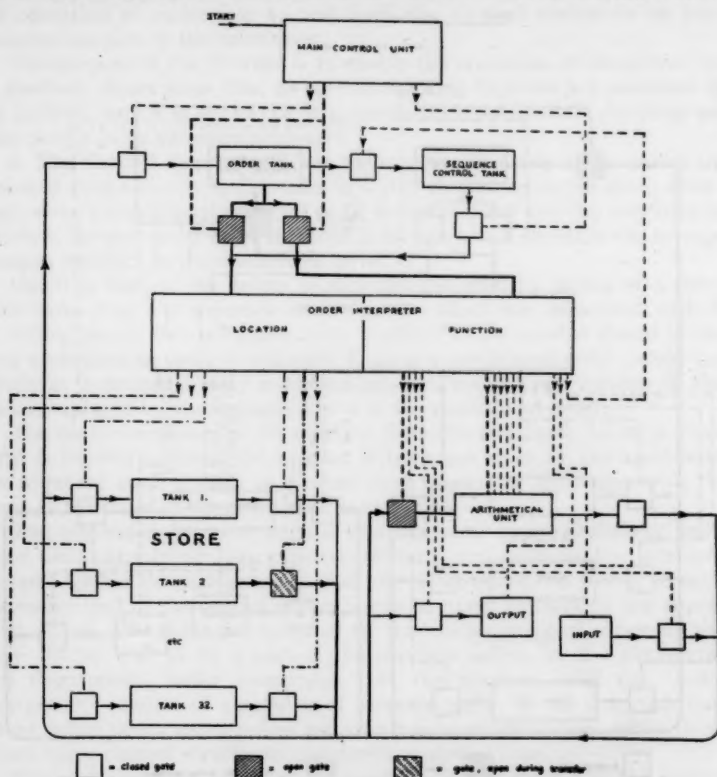 START
MAIN CONTROL UNIT
ORDER TANK
SEQUENCE
CONTROL TANK
ORDER INTERPRETER
LOCATION
FUNCTION
TANK 1.
STORE
TANK 2
etc
TANK 32.
ARITHMETICAL
UNIT
OUTPUT
INPUT
= closed gate
= open gate
= gate, open during transfer